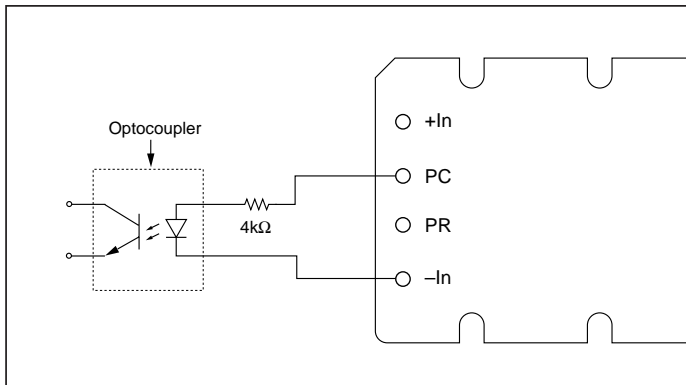 Optocoupler
4kΩ
+In
PC
PR
–In